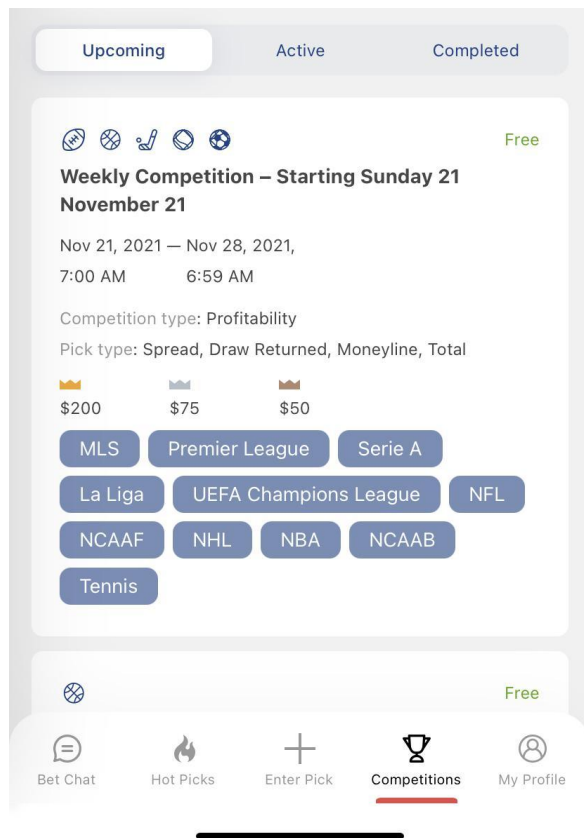 Upcoming Active Completed
Free
Weekly Competition – Starting Sunday 21
November 21
Nov 21, 2021 — Nov 28, 2021,
7:00 AM 6:59 AM
Competition type: Profitability
Pick type: Spread, Draw Returned, Moneyline, Total
$200 $75 $50
MLS Premier League Serie A
La Liga UEFA Champions League NFL
NCAAF NHL NBA NCAAB
Tennis
Free
Bet Chat Hot Picks Enter Pick Competitions My Profile